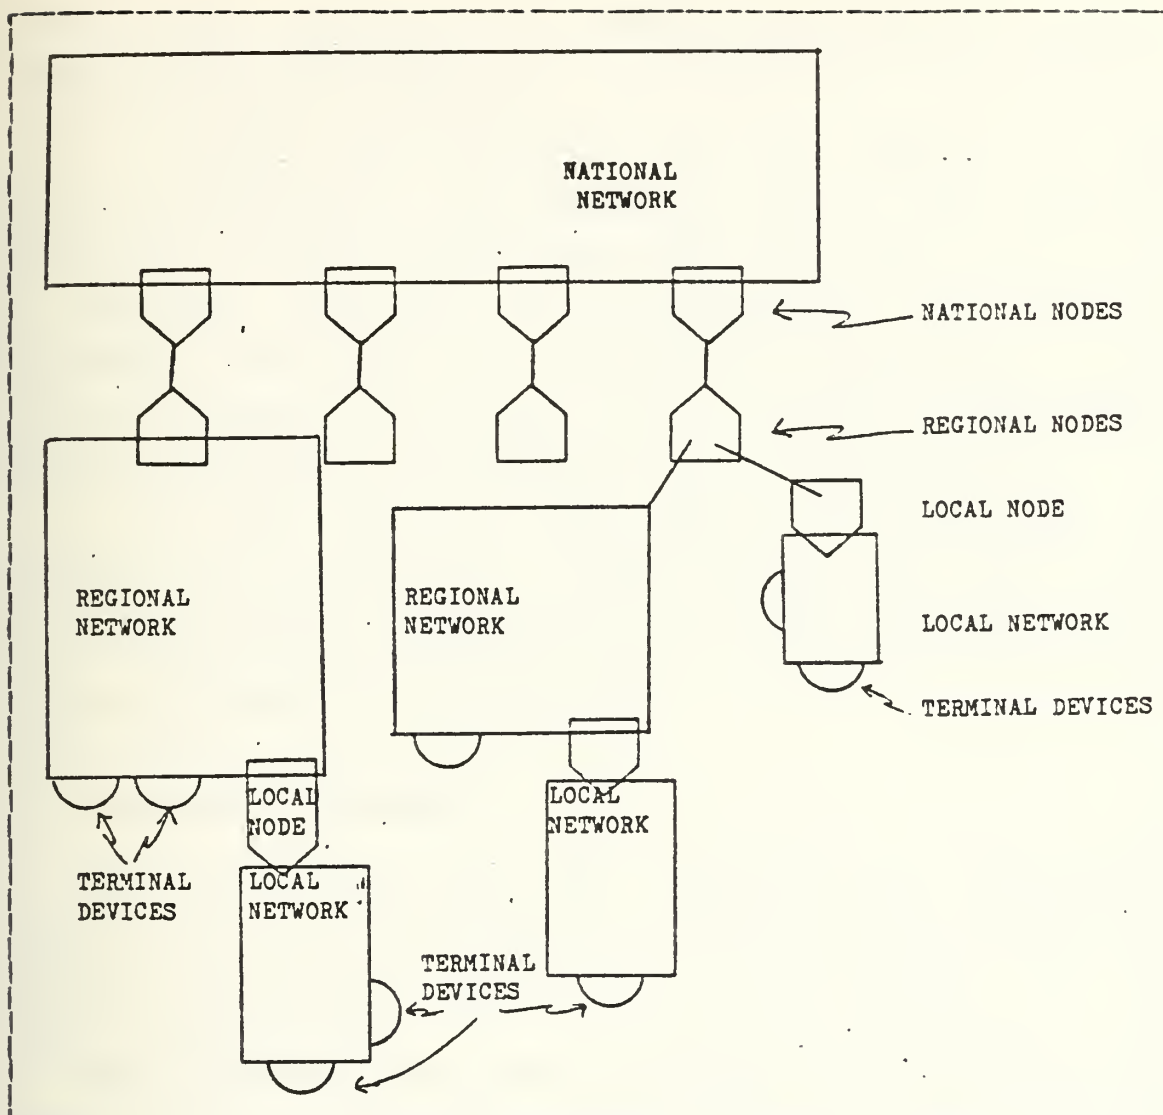 NATIONAL
NETWORK
NATIONAL NODES
REGIONAL NODES
LOCAL NODE
REGIONAL
NETWORK
REGIONAL
NETWORK
LOCAL NETWORK
TERMINAL DEVICES
LOCAL
NODE
LOCAL
NETWORK
TERMINAL
DEVICES
LOCAL
NETWORK
TERMINAL
DEVICES